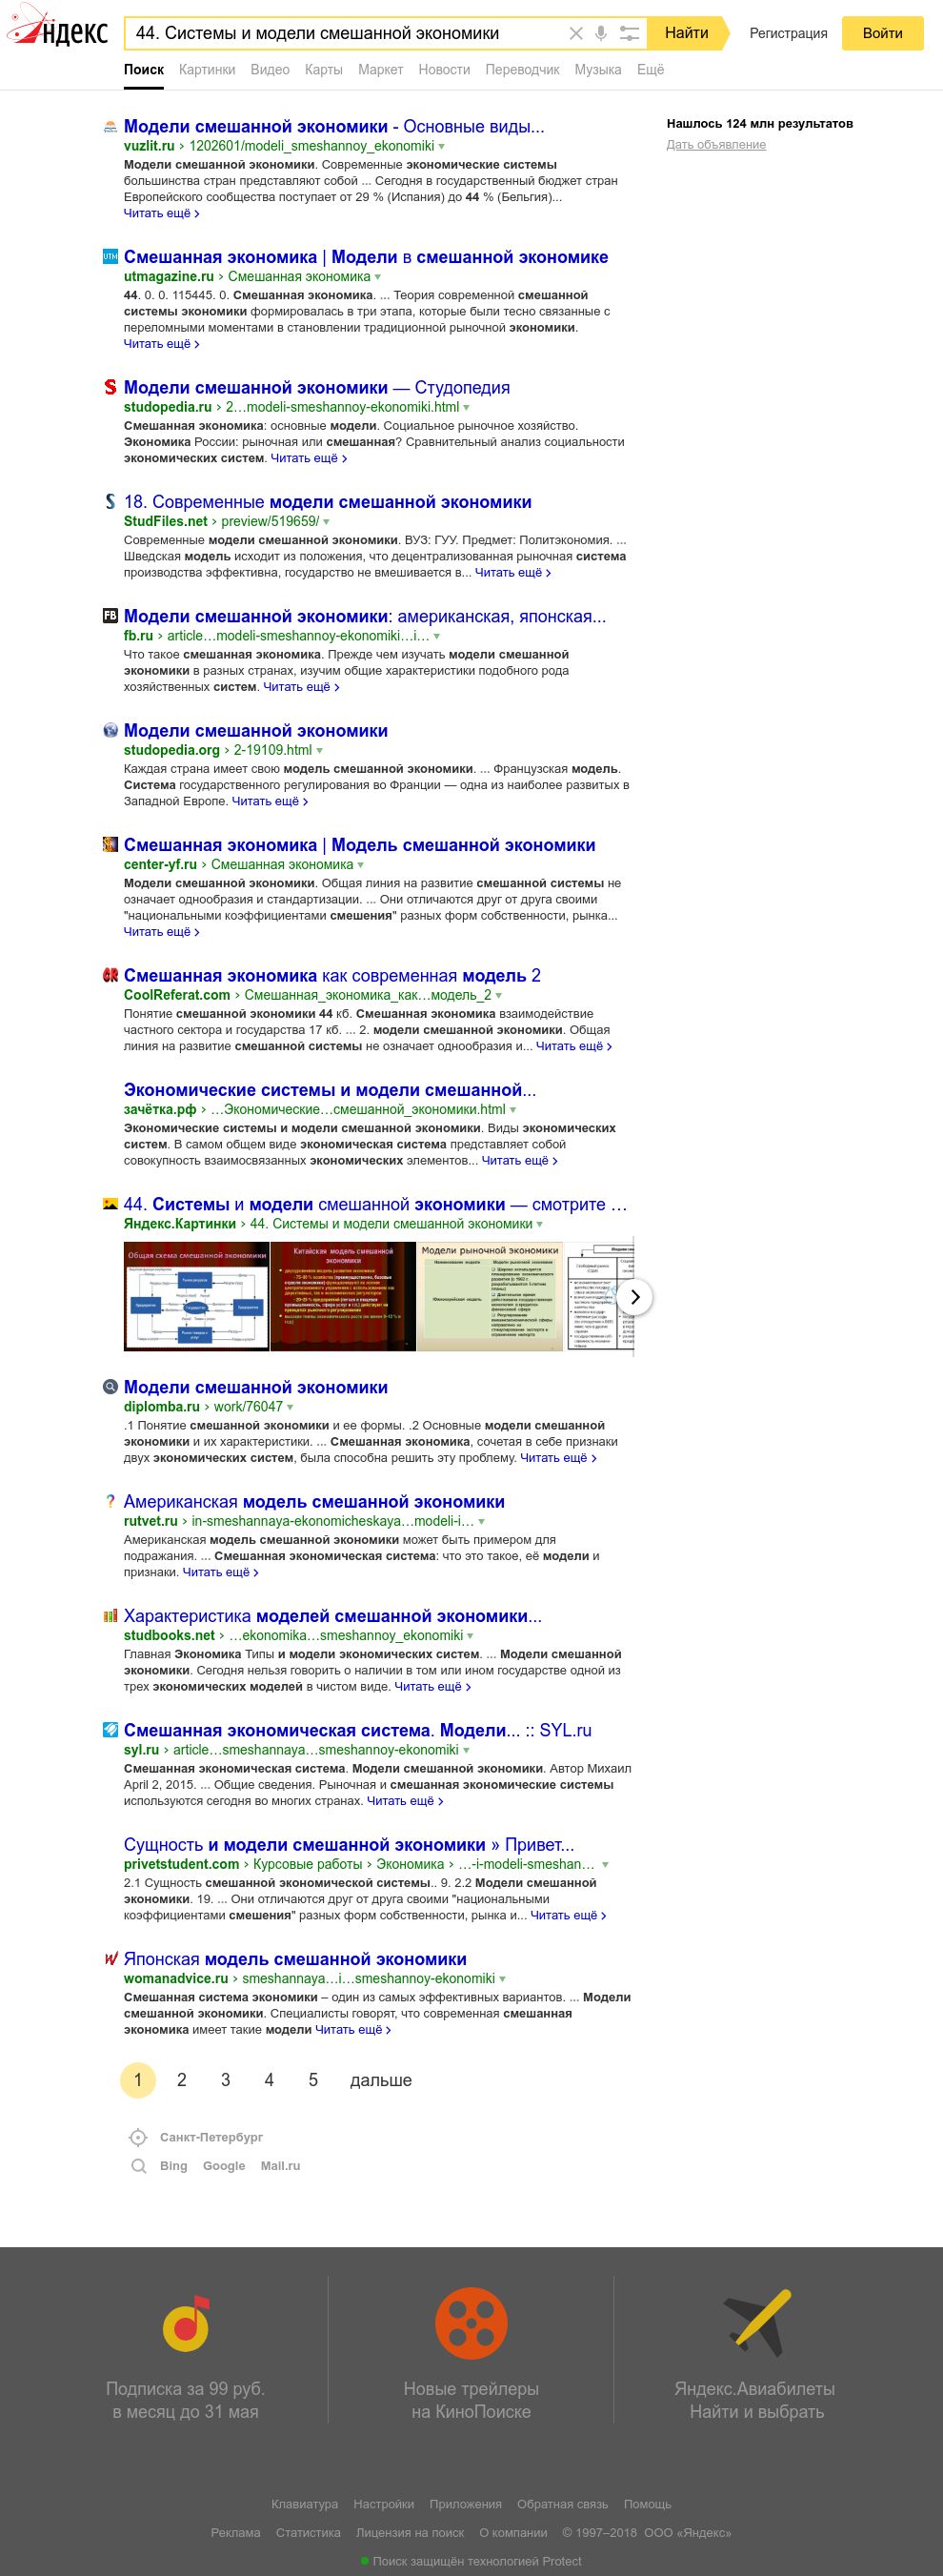 Яндекс
44. Системы и модели смешанной экономики
Найти
Регистрация
Войти
Поиск Картинки Видео Карты Маркет Новости Переводчик Музыка Ещё
Нашлось 124 млн результатов
Дать объявление
Модели смешанной экономики - Основные виды...
vuzlit.ru › 1202601/modeli_smeshannoy_ekonomiki
Модели смешанной экономики. Современные экономические системы
большинства стран представляют собой ... Сегодня в государственный бюджет стран
Европейского сообщества поступает от 29 % (Испания) до 44 % (Бельгия)...
Читать ещё ›
Смешанная экономика | Модели в смешанной экономике
utmagazine.ru › Смешанная экономика
44. 0. 0. 115445. 0. Смешанная экономика. ... Теория современной смешанной
системы экономики формировалась в три этапа, которые были тесно связанные с
переломными моментами в становлении традиционной рыночной экономики.
Читать ещё ›
Модели смешанной экономики — Студопедия
studopedia.ru › 2…modeli-smeshannoy-ekonomiki.html
Смешанная экономика: основные модели. Социальное рыночное хозяйство.
Экономика России: рыночная или смешанная? Сравнительный анализ социальности
экономических систем. Читать ещё ›
18. Современные модели смешанной экономики
StudFiles.net › preview/519659/
Современные модели смешанной экономики. ВУЗ: ГУУ. Предмет: Политэкономия. ...
Шведская модель исходит из положения, что децентрализованная рыночная система
производства эффективна, государство не вмешивается в... Читать ещё ›
Модели смешанной экономики: американская, японская...
fb.ru › article…modeli-smeshannoy-ekonomiki…i…
Что такое смешанная экономика. Прежде чем изучать модели смешанной
экономики в разных странах, изучим общие характеристики подобного рода
хозяйственных систем. Читать ещё ›
Модели смешанной экономики
studopedia.org › 2-19109.html
Каждая страна имеет свою модель смешанной экономики. ... Французская модель.
Система государственного регулирования во Франции — одна из наиболее развитых в
Западной Европе. Читать ещё ›
Смешанная экономика | Модель смешанной экономики
center-yf.ru › Смешанная экономика
Модели смешанной экономики. Общая линия на развитие смешанной системы не
означает однообразия и стандартизации. ... Они отличаются друг от друга своими
"национальными коэффициентами смешения" разных форм собственности, рынка...
Читать ещё ›
Смешанная экономика как современная модель 2
CoolReferat.com › Смешанная_экономика_как…модель_2
Понятие смешанной экономики 44 кб. Смешанная экономика взаимодействие
частного сектора и государства 17 кб. ... 2. модели смешанной экономики. Общая
линия на развитие смешанной системы не означает однообразия и... Читать ещё ›
Экономические системы и модели смешанной...
зачётка.рф › …Экономические…смешанной_экономики.html
Экономические системы и модели смешанной экономики. Виды экономических
систем. В самом общем виде экономическая система представляет собой
совокупность взаимосвязанных экономических элементов... Читать ещё ›
44. Системы и модели смешанной экономики — смотрите …
Яндекс.Картинки › 44. Системы и модели смешанной экономики
Общая схема смешанной экономики
Китайская модель смешанной
экономики
Модели рыночной экономики
Модели смешанной экономики
diplomba.ru › work/76047
.1 Понятие смешанной экономики и ее формы. .2 Основные модели смешанной
экономики и их характеристики. ... Смешанная экономика, сочетая в себе признаки
двух экономических систем, была способна решить эту проблему. Читать ещё ›
Американская модель смешанной экономики
rutvet.ru › in-smeshannaya-ekonomicheskaya…modeli-i…
Американская модель смешанной экономики может быть примером для
подражания. ... Смешанная экономическая система: что это такое, её модели и
признаки. Читать ещё ›
Характеристика моделей смешанной экономики...
studbooks.net › …ekonomika…smeshannoy_ekonomiki
Главная Экономика Типы и модели экономических систем. ... Модели смешанной
экономики. Сегодня нельзя говорить о наличии в том или ином государстве одной из
трех экономических моделей в чистом виде. Читать ещё ›
Смешанная экономическая система. Модели... :: SYL.ru
syl.ru › article…smeshannaya…smeshannoy-ekonomiki
Смешанная экономическая система. Модели смешанной экономики. Автор Михаил
April 2, 2015. ... Общие сведения. Рыночная и смешанная экономические системы
используются сегодня во многих странах. Читать ещё ›
Сущность и модели смешанной экономики » Привет...
privetstudent.com › Курсовые работы › Экономика › …-i-modeli-smeshan…
2.1 Сущность смешанной экономической системы.. 9. 2.2 Модели смешанной
экономики. 19. ... Они отличаются друг от друга своими "национальными
коэффициентами смешения" разных форм собственности, рынка и... Читать ещё ›
Японская модель смешанной экономики
womanadvice.ru › smeshannaya…i…smeshannoy-ekonomiki
Смешанная система экономики – один из самых эффективных вариантов. ... Модели
смешанной экономики. Специалисты говорят, что современная смешанная
экономика имеет такие модели Читать ещё ›
1 2 3 4 5 дальше
Санкт-Петербург
Bing Google Mail.ru
Подписка за 99 руб.
в месяц до 31 мая
Новые трейлеры
на КиноПоиске
Яндекс.Авиабилеты
Найти и выбрать
Клавиатура Настройки Приложения Обратная связь Помощь
Реклама Статистика Лицензия на поиск О компании © 1997–2018 ООО «Яндекс»
Поиск защищён технологией Protect